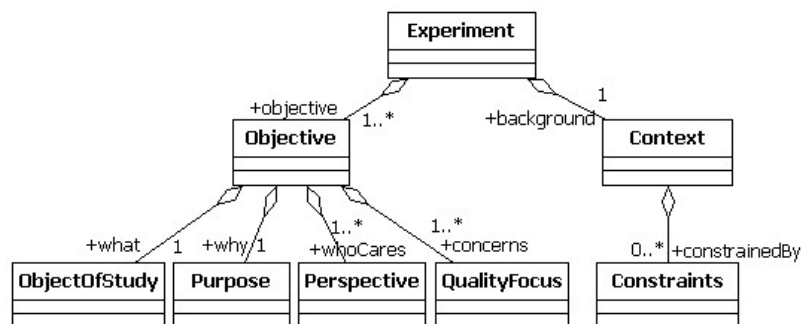 Experiment
+objective
1..*
+background
1
Objective
Context
+what
1
+why
1
1..*
+whoCares
1..*
+concerns
0..*
+constrainedBy
ObjectOfStudy
Purpose
Perspective
QualityFocus
Constraints